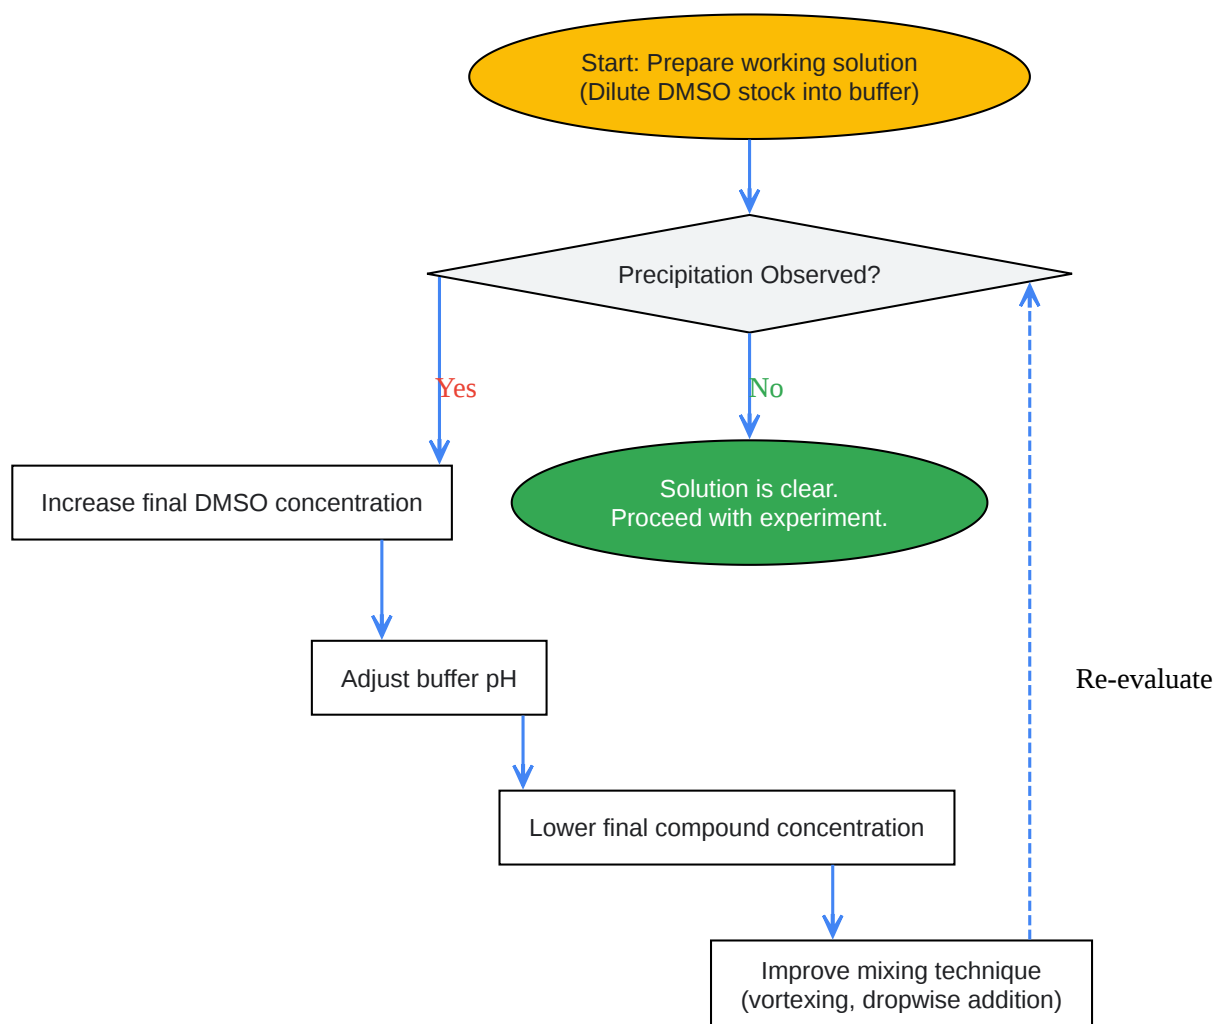 Start: Prepare working solution
(Dilute DMSO stock into buffer)
Precipitation Observed?
Yes
No
Increase final DMSO concentration
Solution is clear.
Proceed with experiment.
Adjust buffer pH
Re-evaluate
Lower final compound concentration
Improve mixing technique
(vortexing, dropwise addition)